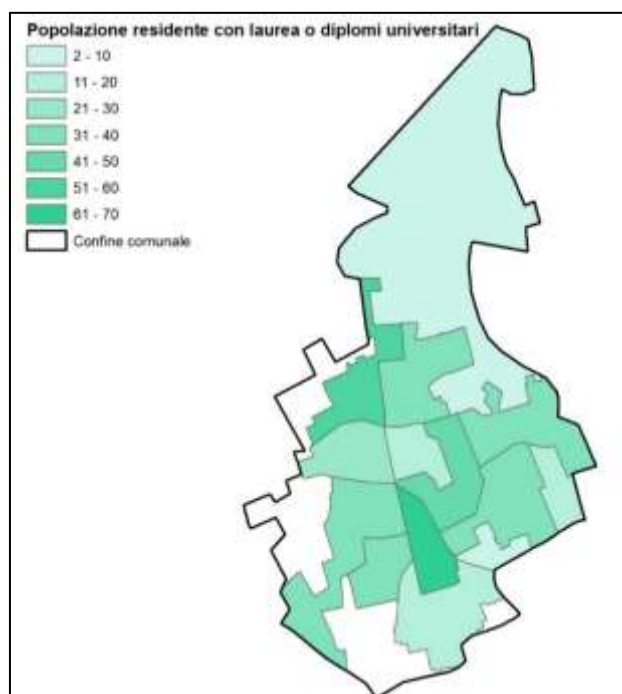 Popolazione residente con laurea o diplomi universitari
2 - 10
11 - 20
21 - 30
31 - 40
41 - 50
51 - 60
61 - 70
Confine comunale